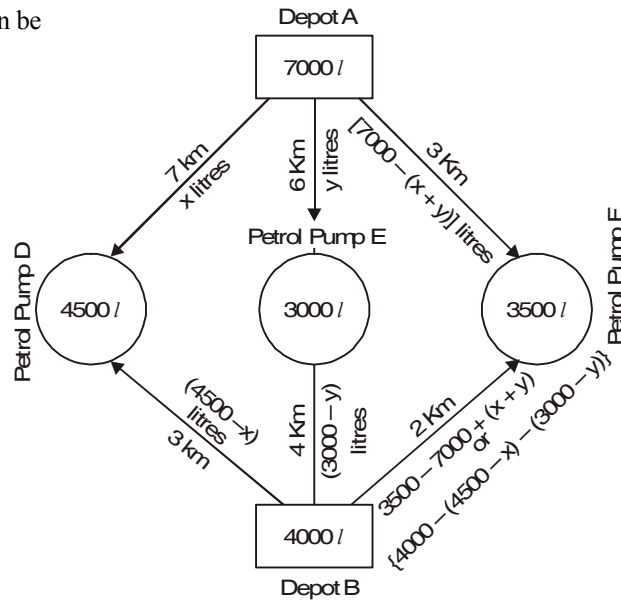 n be
Depot A
7000 l
7 km
x litres
6 Km
y litres
3 Km
[7000 – (x + y)] litres
Petrol Pump D
4500 l
Petrol Pump E
3000 l
Petrol Pump F
3500 l
(4500–x)
litres
3 km
4 Km
(3000 – y)
litres
2 Km
3500 – 7000 + (x + y)
or
{4000 – (4500 – x) – (3000 – y)}
4000 l
Depot B